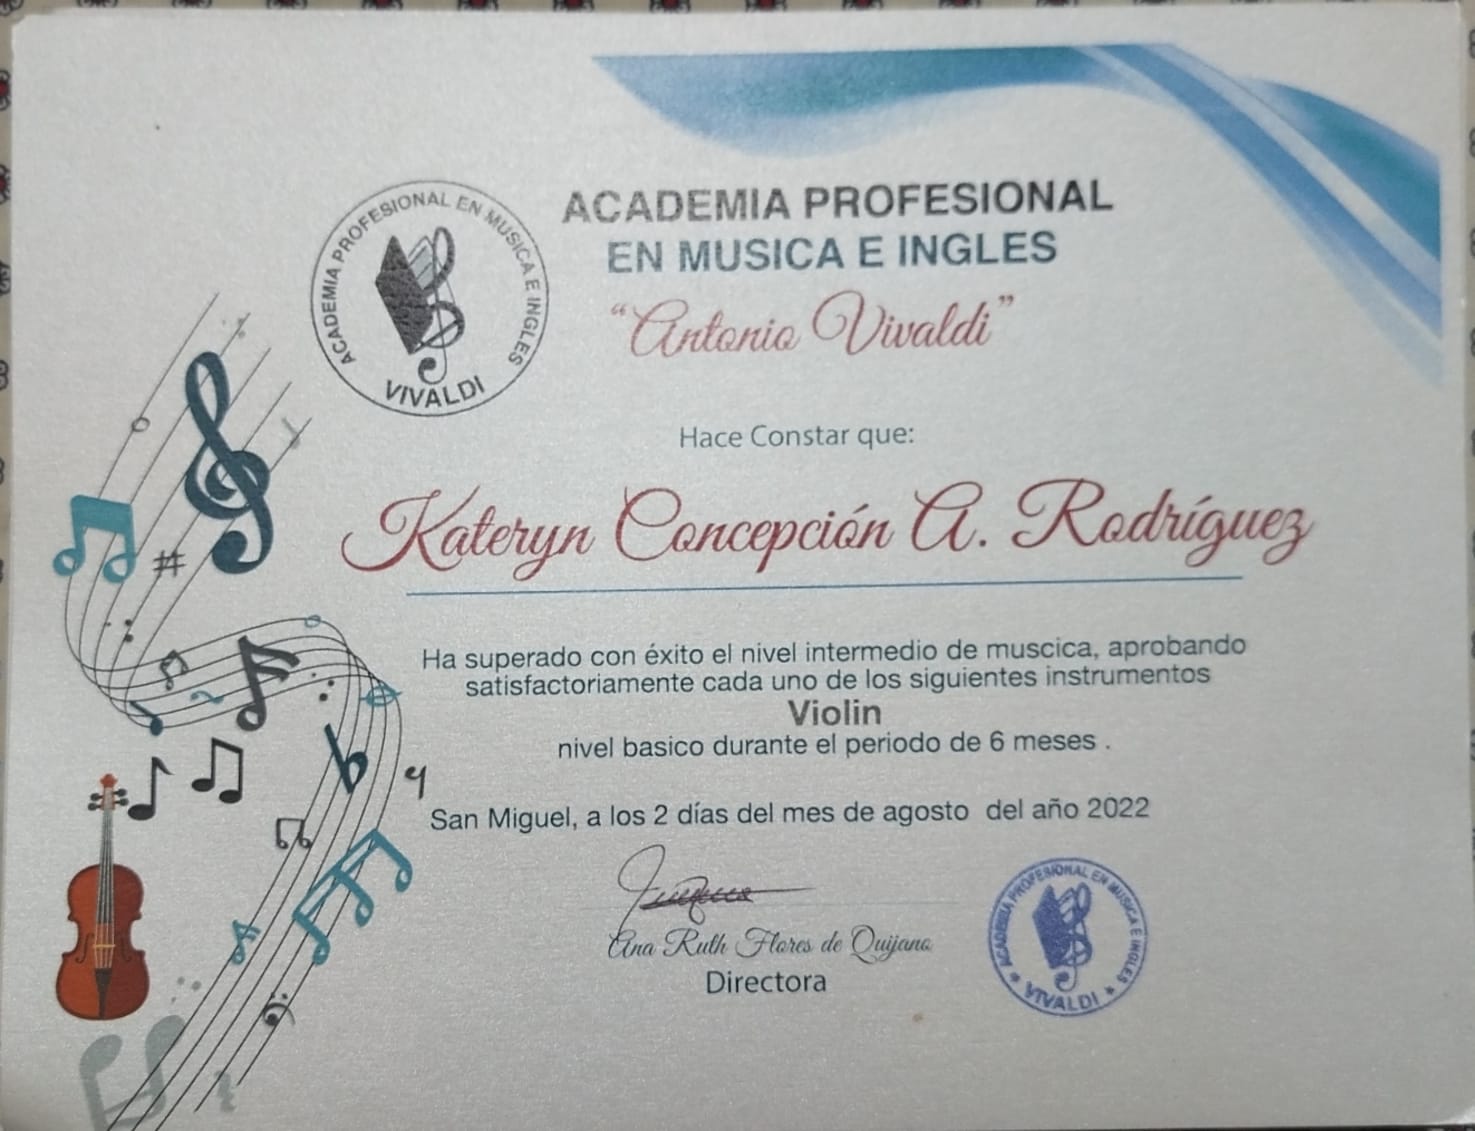 ACADEMIA PROFESIONAL EN MUSICA E INGLES
VIVALDI
ACADEMIA PROFESIONAL
EN MUSICA E INGLES
“Antonio Vivaldi”
Hace Constar que:
Kateryn Concepción A. Rodríguez
Ha superado con éxito el nivel intermedio de muscica, aprobando
satisfactoriamente cada uno de los siguientes instrumentos
Violin
nivel basico durante el periodo de 6 meses .
San Miguel, a los 2 días del mes de agosto del año 2022
Ana Ruth Flores de Quijano
Directora
ACADEMIA PROFESIONAL EN MUSICA E INGLES
* VIVALDI *